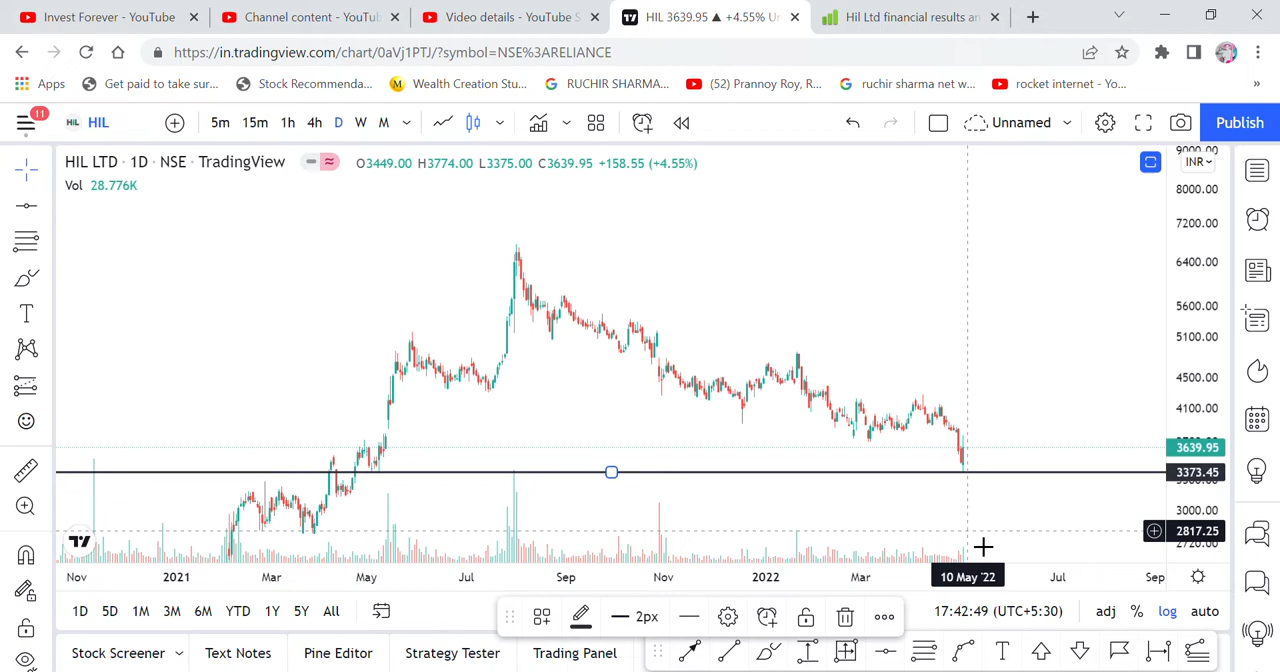 Invest Forever - YouTube
Channel content - YouTu
Video details - YouTube S
HIL 3639.95 ▲ +4.55% Un
Hil Ltd financial results an
https://in.tradingview.com/chart/0aVj1PTJ/?symbol=NSE%3ARELIANCE
Apps
Get paid to take sur...
Stock Recommenda...
Wealth Creation Stu...
RUCHIR SHARMA...
(52) Prannoy Roy, R...
ruchir sharma net w...
rocket internet - Yo...
»
11
HIL HIL
5m 15m 1h 4h D W M
Unnamed
Publish
HIL LTD · 1D · NSE · TradingView
O3449.00 H3774.00 L3375.00 C3639.95 +158.55 (+4.55%)
INR
Vol 28.776K
9000.00
8000.00
7200.00
6400.00
5600.00
5100.00
4500.00
4100.00
3639.95
3373.45
3000.00
2817.25
Nov 2021 Mar May Jul Sep Nov 2022 Mar 10 May '22 Jul Sep
1D 5D 1M 3M 6M YTD 1Y 5Y All
2px
17:42:49 (UTC+5:30)
adj % log auto
Stock Screener
Text Notes
Pine Editor
Strategy Tester
Trading Panel